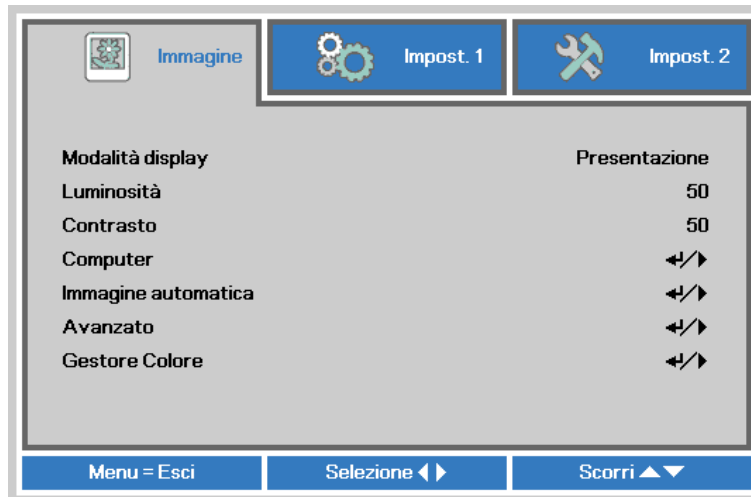 Immagine Impost. 1 Impost. 2
Modalità display Presentazione
Luminosità 50
Contrasto 50
Computer
Immagine automatica
Avanzato
Gestore Colore
Menu = Esci Selezione Scorri